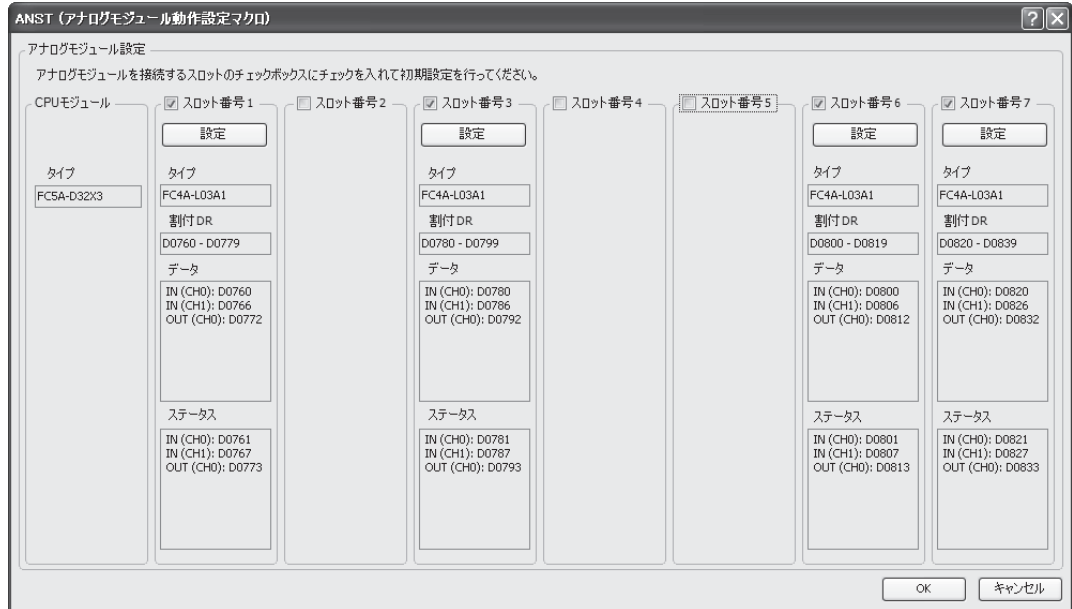 ANST (アナログモジュール動作設定マクロ)
アナログモジュール設定
アナログモジュールを接続するスロットのチェックボックスにチェックを入れて初期設定を行ってください。
CPUモジュール
タイプ
FC5A-D32X3
スロット番号1
設定
タイプ
FC4A-L03A1
割付DR
D0760 - D0779
データ
IN (CH0): D0760
IN (CH1): D0766
OUT (CH0): D0772
ステータス
IN (CH0): D0761
IN (CH1): D0767
OUT (CH0): D0773
スロット番号2
スロット番号3
設定
タイプ
FC4A-L03A1
割付DR
D0780 - D0799
データ
IN (CH0): D0780
IN (CH1): D0786
OUT (CH0): D0792
ステータス
IN (CH0): D0781
IN (CH1): D0787
OUT (CH0): D0793
スロット番号4
スロット番号5
スロット番号6
設定
タイプ
FC4A-L03A1
割付DR
D0800 - D0819
データ
IN (CH0): D0800
IN (CH1): D0806
OUT (CH0): D0812
ステータス
IN (CH0): D0801
IN (CH1): D0807
OUT (CH0): D0813
スロット番号7
設定
タイプ
FC4A-L03A1
割付DR
D0820 - D0839
データ
IN (CH0): D0820
IN (CH1): D0826
OUT (CH0): D0832
ステータス
IN (CH0): D0821
IN (CH1): D0827
OUT (CH0): D0833
OK
キャンセル